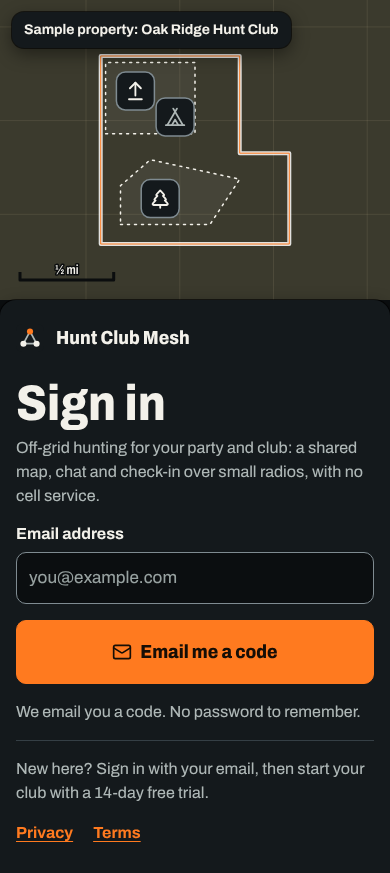 Sample property: Oak Ridge Hunt Club
½ mi
Hunt Club Mesh
Sign in
Off-grid hunting for your party and club: a shared
map, chat and check-in over small radios, with no
cell service.
Email address
you@example.com
Email me a code
We email you a code. No password to remember.
New here? Sign in with your email, then start your
club with a 14-day free trial.
Privacy Terms